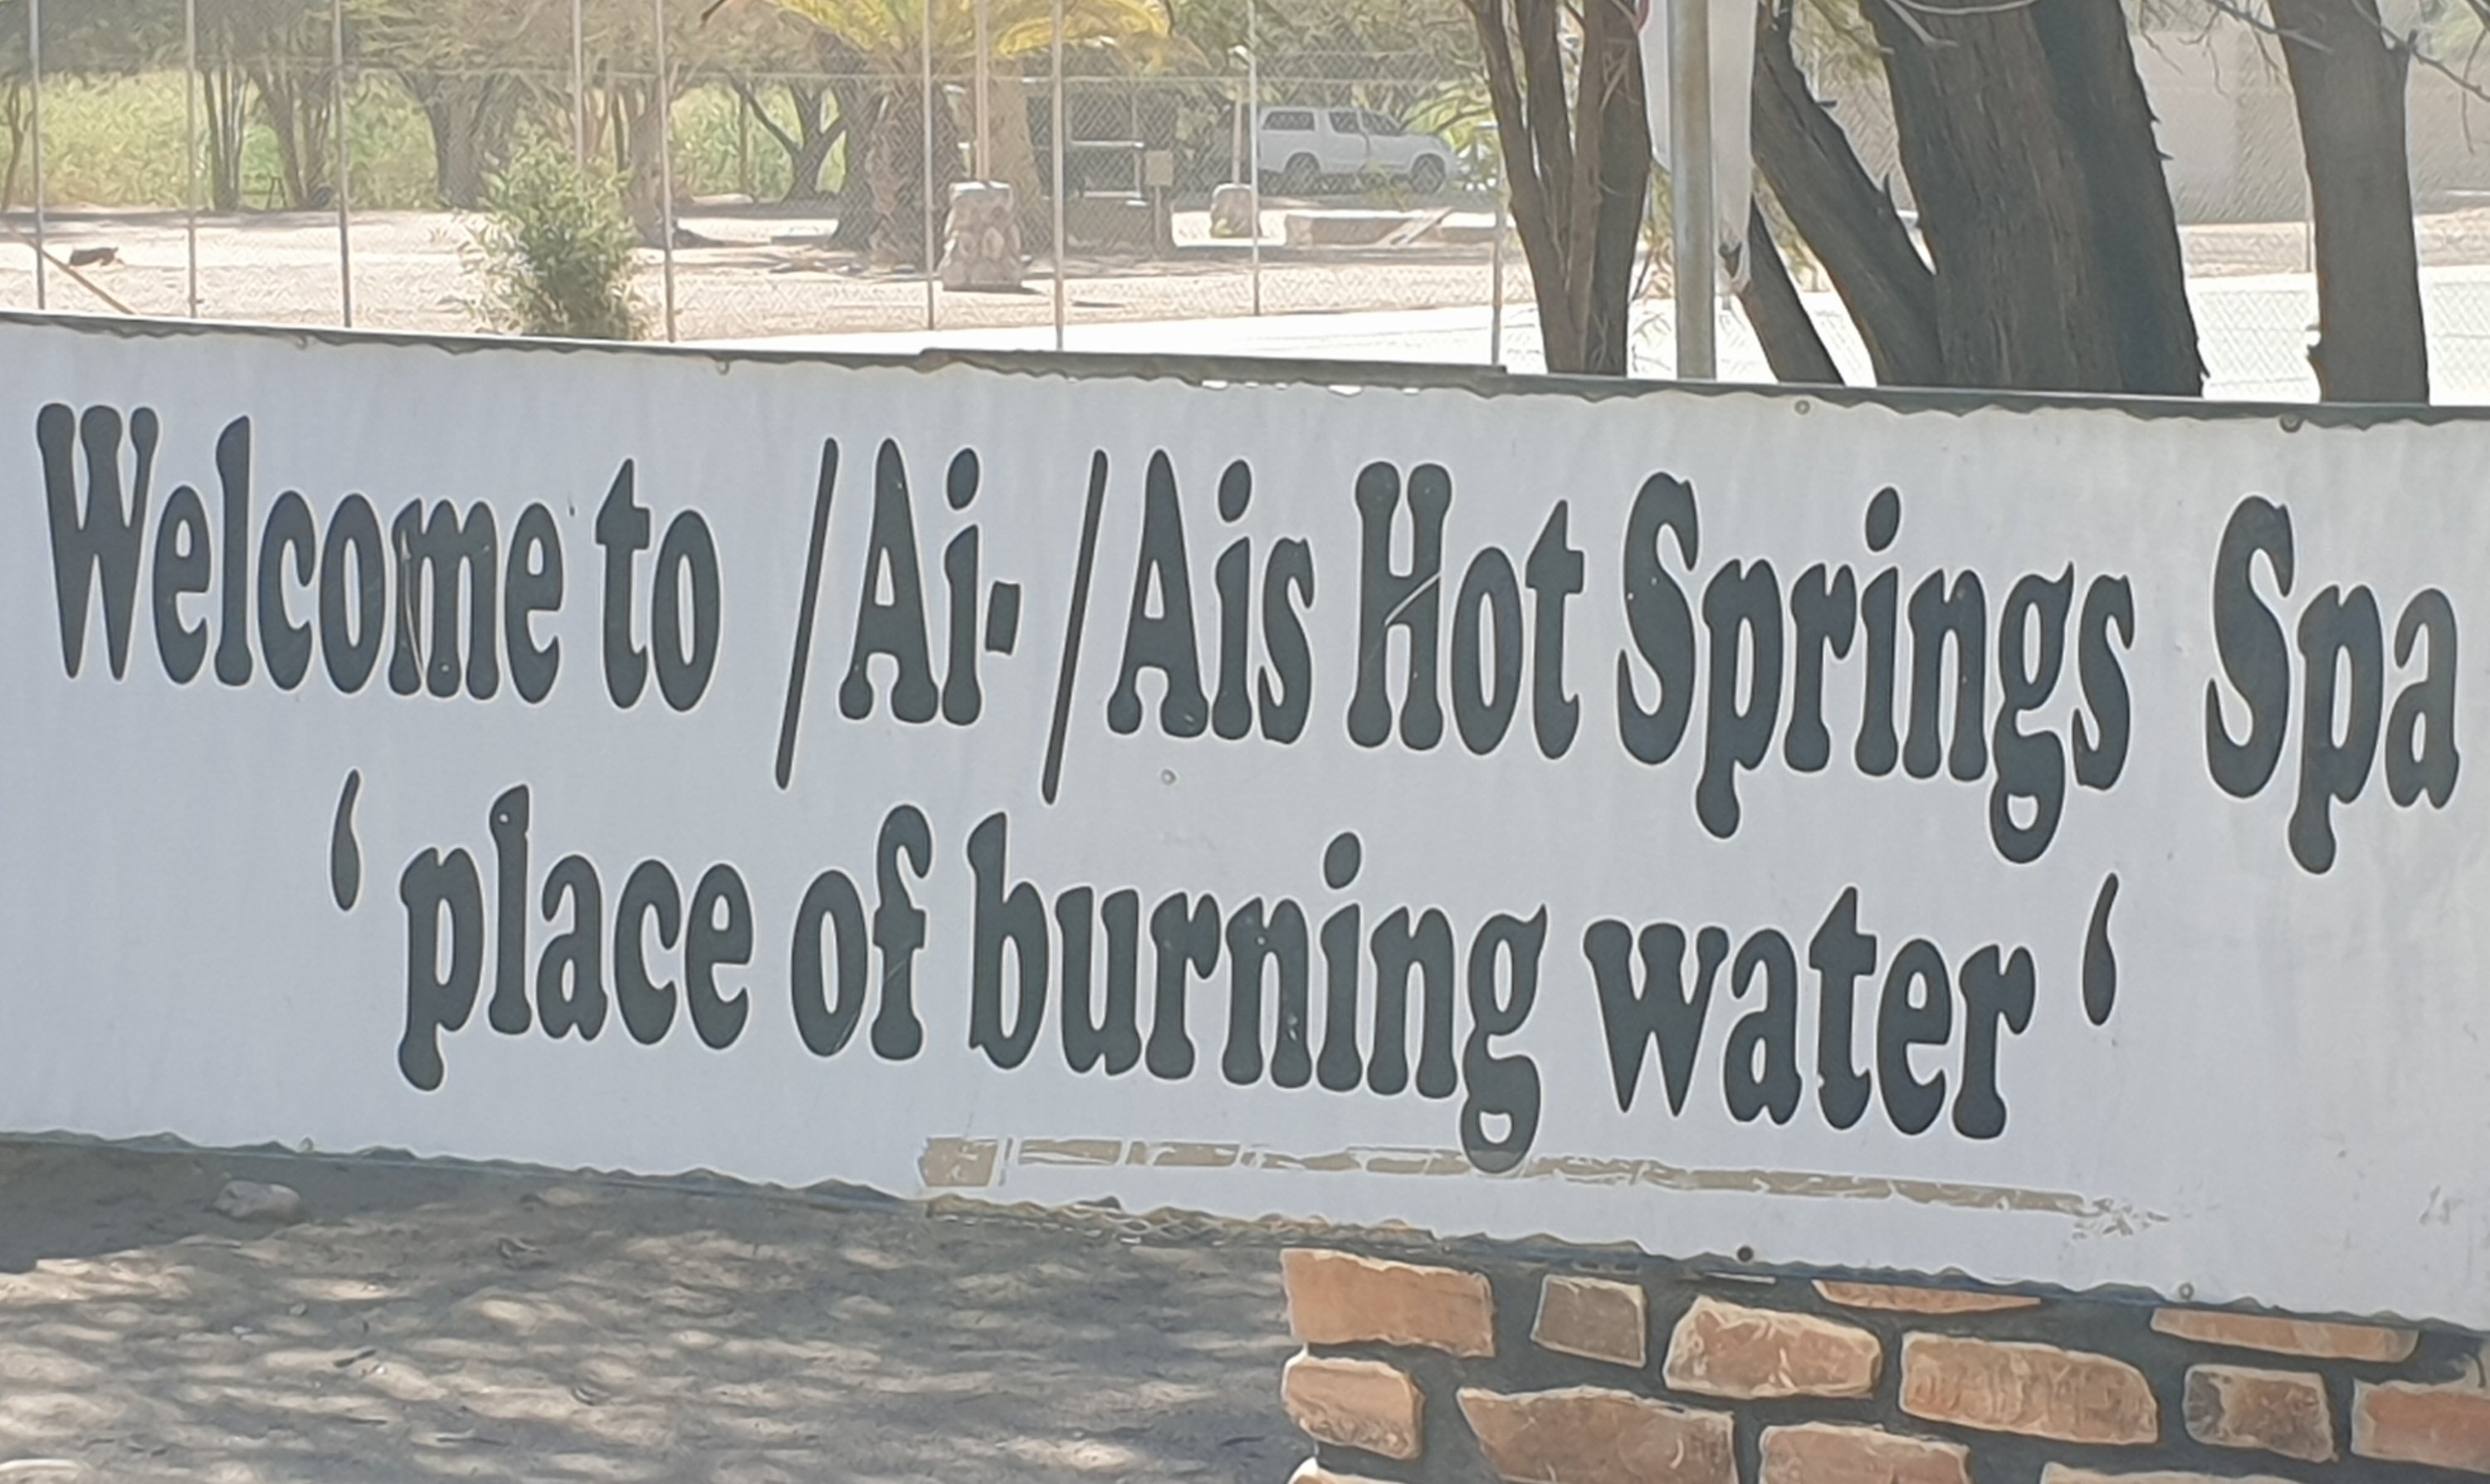 Welcome to /Ai-/Ais Hot Springs Spa
‘ place of burning water ‘